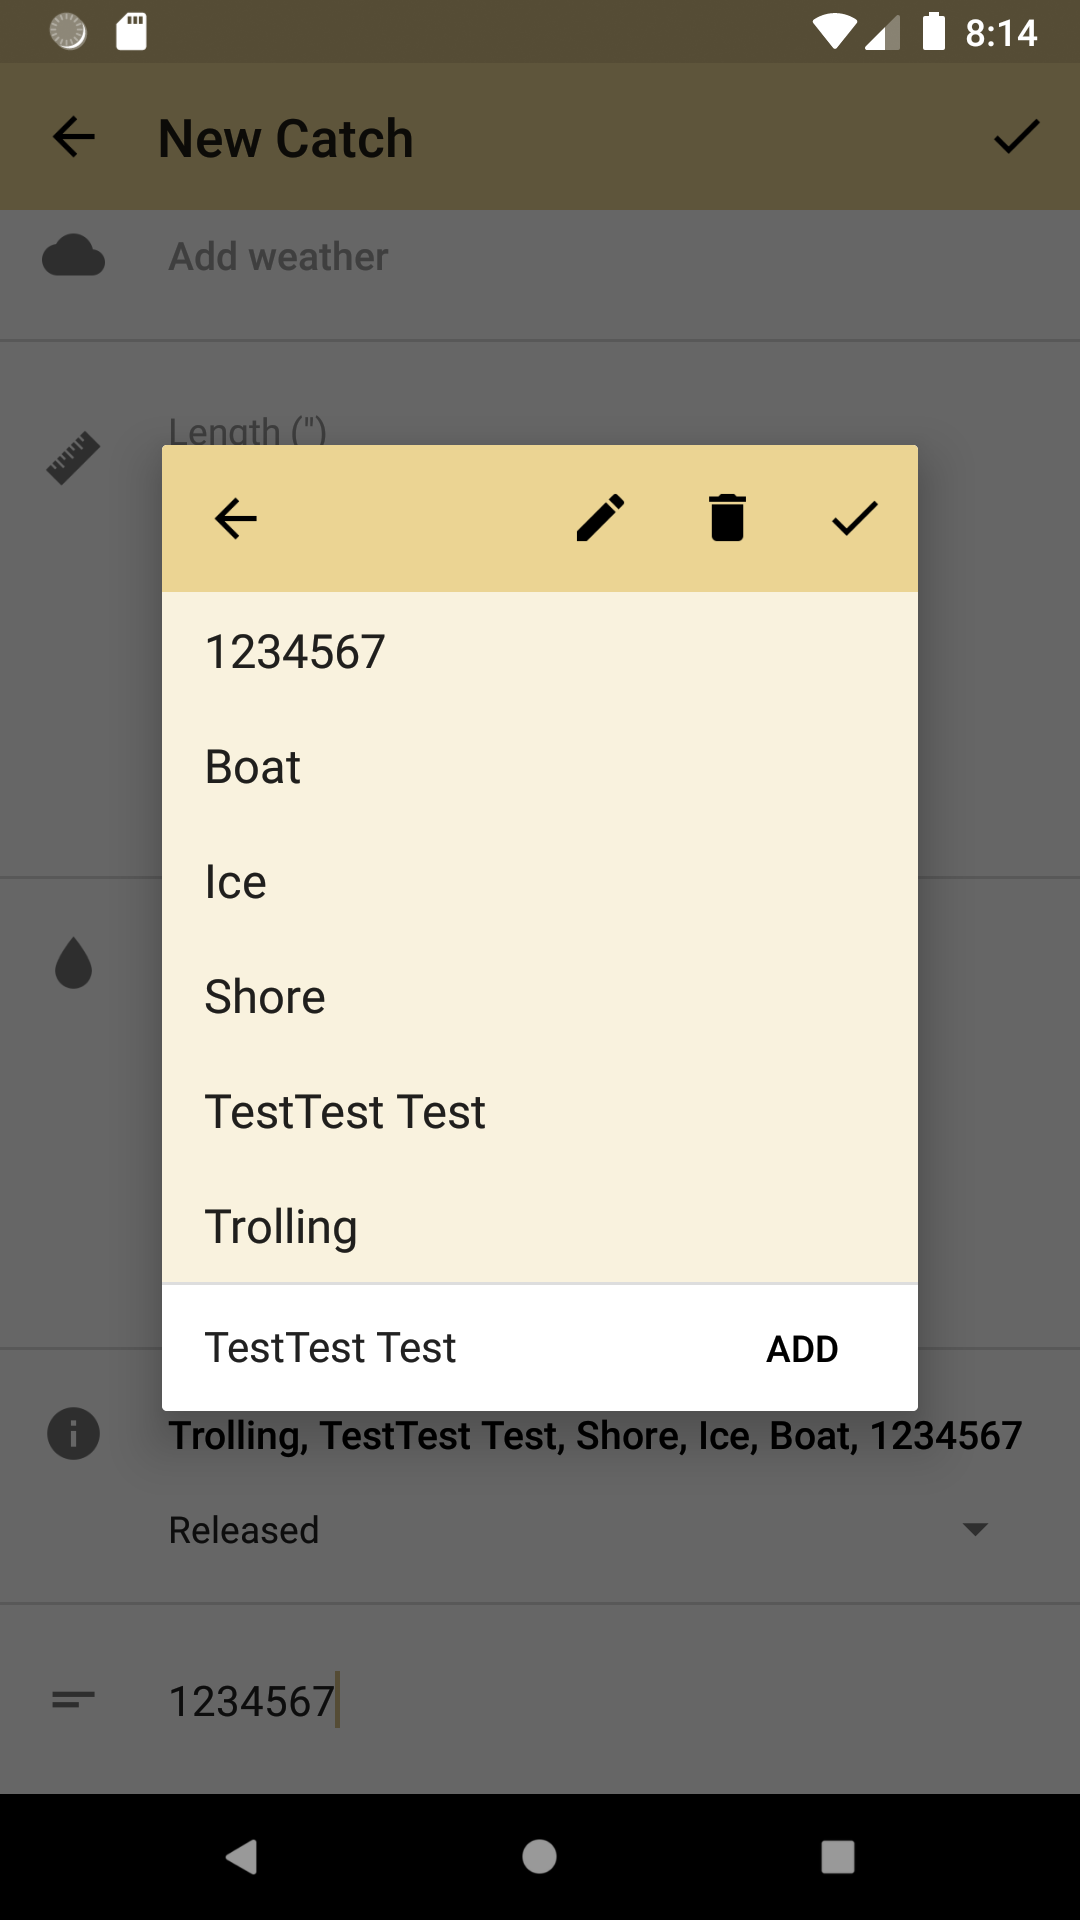 8:14
New Catch
Add weather
Length (")
1234567
Boat
Ice
Shore
TestTest Test
Trolling
TestTest Test
ADD
Trolling, TestTest Test, Shore, Ice, Boat, 1234567
Released
1234567